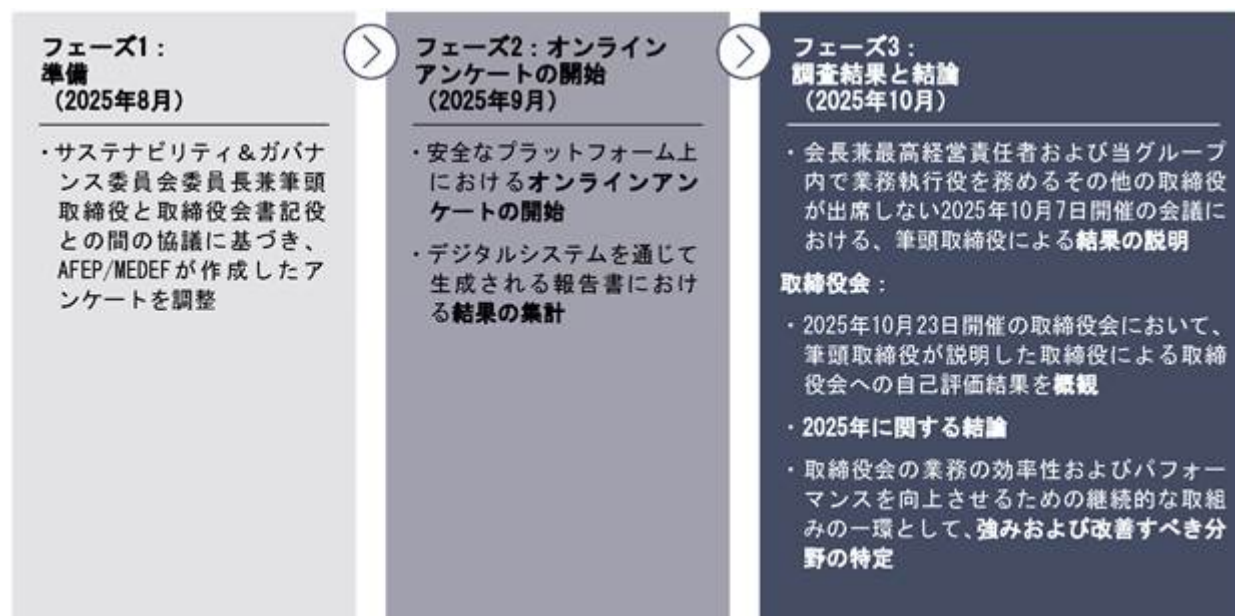 フェーズ1：
準備
（2025年8月）
・サステナビリティ＆ガバナ
ンス委員会委員長兼筆頭
取締役と取締役会書記役
との間の協議に基づき、
AFEP/MEDEFが作成したア
ンケートを調整
フェーズ2：オンライン
アンケートの開始
（2025年9月）
・安全なプラットフォーム上
におけるオンラインアン
ケートの開始
・デジタルシステムを通じて
生成される報告書におけ
る結果の集計
フェーズ3：
調査結果と結論
（2025年10月）
・会長兼最高経営責任者および当グループ
内で業務執行役を務めるその他の取締役
が出席しない2025年10月7日開催の会議に
おける、筆頭取締役による結果の説明
取締役会：
・2025年10月23日開催の取締役会において、
筆頭取締役が説明した取締役による取締
役会への自己評価結果を概観
・2025年に関する結論
・取締役会の業務の効率性およびパフォー
マンスを向上させるための継続的な取組
みの一環として、強みおよび改善すべき分
野の特定